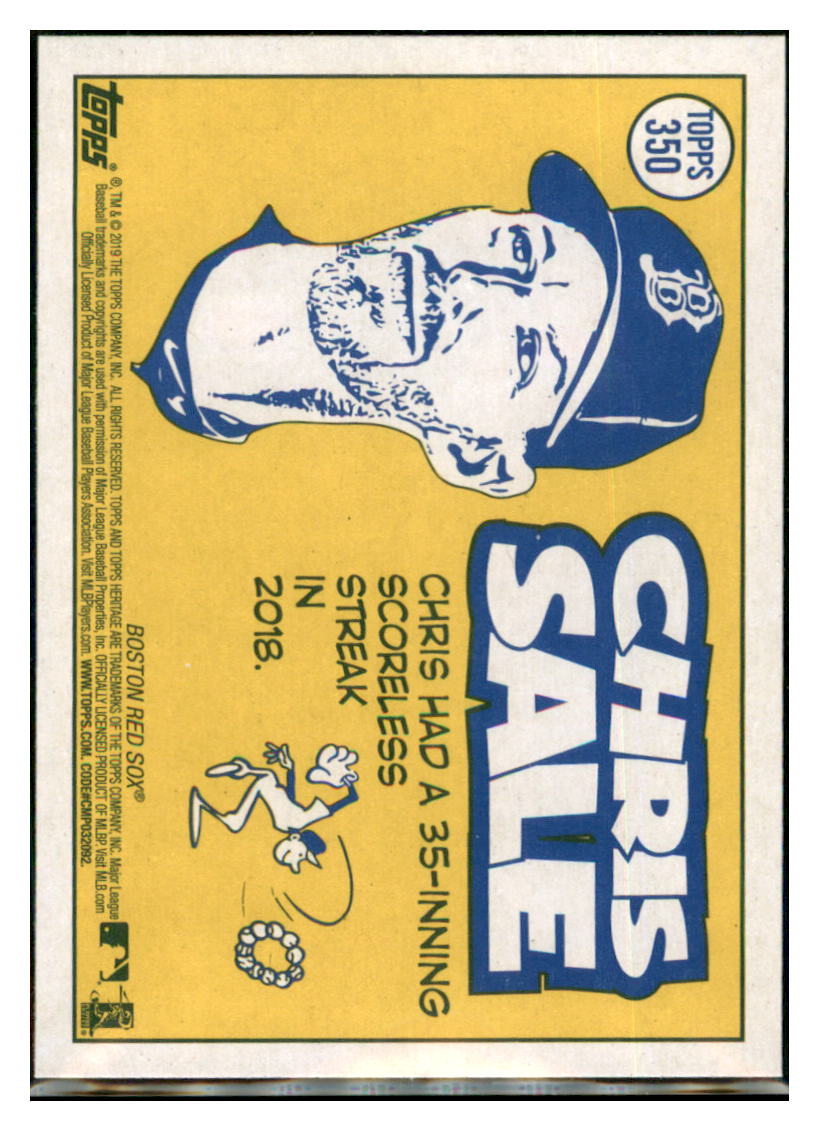 TOPPS
350
B
CHRIS
SALE
CHRIS HAD A 35-INNING
SCORELESS
STREAK
IN
2018.
BOSTON RED SOX®
topps®
®, TM & © 2019 THE TOPPS COMPANY, INC. ALL RIGHTS RESERVED. TOPPS AND TOPPS HERITAGE ARE TRADEMARKS OF THE TOPPS COMPANY, INC. Major League
Baseball trademarks and copyrights are used with permission of Major League Baseball Properties, Inc. OFFICIALLY LICENSED PRODUCT OF MLBP Visit MLB.com
Officially Licensed Product of Major League Baseball Players Association. Visit MLBPlayers.com. WWW.TOPPS.COM. CODE#CMP032092.